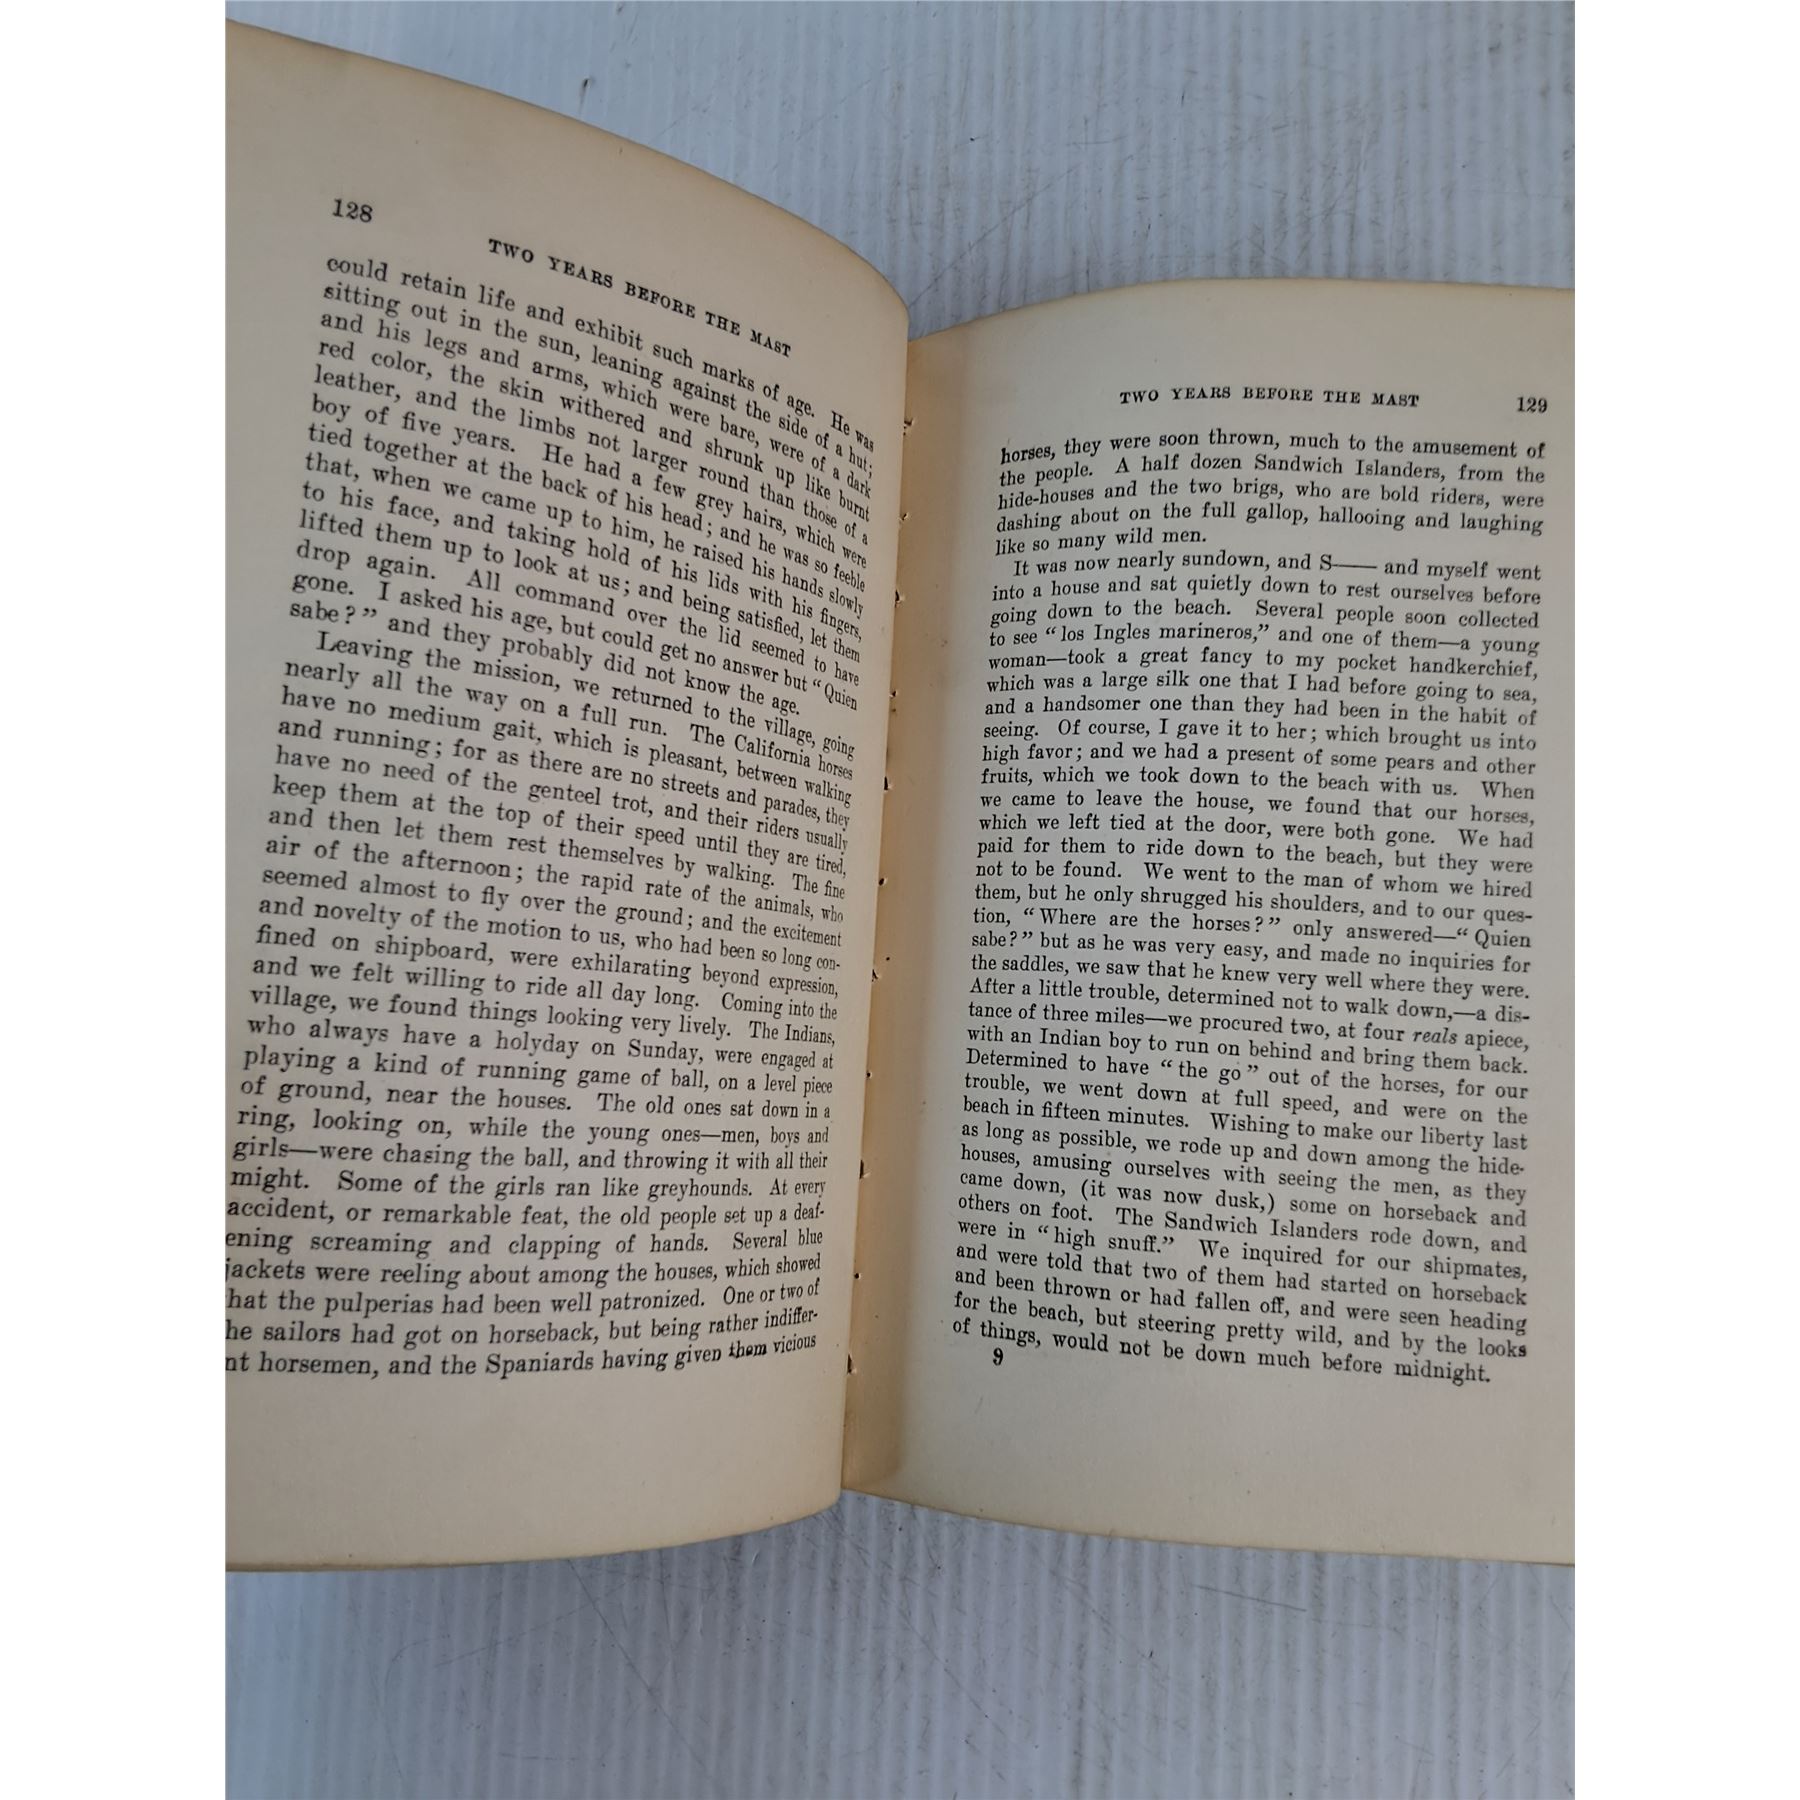 128
TWO YEARS BEFORE THE MAST
could retain life and exhibit such marks of age. He was
sitting out in the sun, leaning against the side of a hut;
and his legs and arms, which were bare, were of a dark
red color, the skin withered and shrunk up like burnt
leather, and the limbs not larger round than those of a
boy of five years. He had a few grey hairs, which were
tied together at the back of his head; and he was so feeble
that, when we came up to him, he raised his hands slowly
to his face, and taking hold of his lids with his fingers,
lifted them up to look at us; and being satisfied, let them
drop again. All command over the lid seemed to have
gone. I asked his age, but could get no answer but “Quien
sabe?” and they probably did not know the age.
Leaving the mission, we returned to the village, going
nearly all the way on a full run. The California horses
have no medium gait, which is pleasant, between walking
and running; for as there are no streets and parades, they
have no need of the genteel trot, and their riders usually
keep them at the top of their speed until they are tired,
and then let them rest themselves by walking. The fine
air of the afternoon; the rapid rate of the animals, who
seemed almost to fly over the ground; and the excitement
and novelty of the motion to us, who had been so long con-
fined on shipboard, were exhilarating beyond expression,
and we felt willing to ride all day long. Coming into the
village, we found things looking very lively. The Indians,
who always have a holyday on Sunday, were engaged at
playing a kind of running game of ball, on a level piece
of ground, near the houses. The old ones sat down in a
ring, looking on, while the young ones—men, boys and
girls—were chasing the ball, and throwing it with all their
might. Some of the girls ran like greyhounds. At every
accident, or remarkable feat, the old people set up a deaf-
ening screaming and clapping of hands. Several blue
jackets were reeling about among the houses, which showed
hat the pulperias had been well patronized. One or two of
he sailors had got on horseback, but being rather indiffer-
nt horsemen, and the Spaniards having given them vicious
TWO YEARS BEFORE THE MAST 129
horses, they were soon thrown, much to the amusement of
the people. A half dozen Sandwich Islanders, from the
hide-houses and the two brigs, who are bold riders, were
dashing about on the full gallop, hallooing and laughing
like so many wild men.
It was now nearly sundown, and S—— and myself went
into a house and sat quietly down to rest ourselves before
going down to the beach. Several people soon collected
to see “los Ingles marineros,” and one of them—a young
woman—took a great fancy to my pocket handkerchief,
which was a large silk one that I had before going to sea,
and a handsomer one than they had been in the habit of
seeing. Of course, I gave it to her; which brought us into
high favor; and we had a present of some pears and other
fruits, which we took down to the beach with us. When
we came to leave the house, we found that our horses,
which we left tied at the door, were both gone. We had
paid for them to ride down to the beach, but they were
not to be found. We went to the man of whom we hired
them, but he only shrugged his shoulders, and to our ques-
tion, “Where are the horses?” only answered—“Quien
sabe?” but as he was very easy, and made no inquiries for
the saddles, we saw that he knew very well where they were.
After a little trouble, determined not to walk down,—a dis-
tance of three miles—we procured two, at four reals apiece,
with an Indian boy to run on behind and bring them back.
Determined to have “the go” out of the horses, for our
trouble, we went down at full speed, and were on the
beach in fifteen minutes. Wishing to make our liberty last
as long as possible, we rode up and down among the hide-
houses, amusing ourselves with seeing the men, as they
came down, (it was now dusk,) some on horseback and
others on foot. The Sandwich Islanders rode down, and
were in “high snuff.” We inquired for our shipmates,
and were told that two of them had started on horseback
and been thrown or had fallen off, and were seen heading
for the beach, but steering pretty wild, and by the looks
of things, would not be down much before midnight.
9